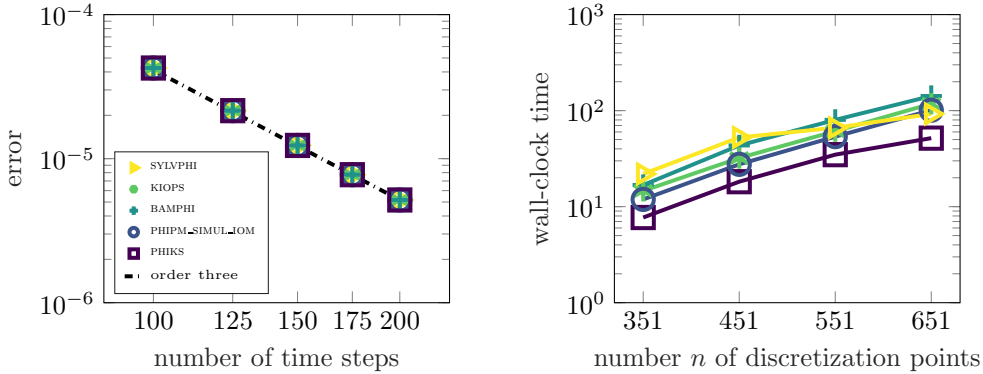 10^{-4}
10^{-5}
10^{-6}
error
SYLVPHI
KIOPS
BAMPHI
PHIPM_SIMUL_IOM
PHIKS
order three
100 125 150 175 200
number of time steps
10^3
10^2
10^1
10^0
wall-clock time
351 451 551 651
number n of discretization points